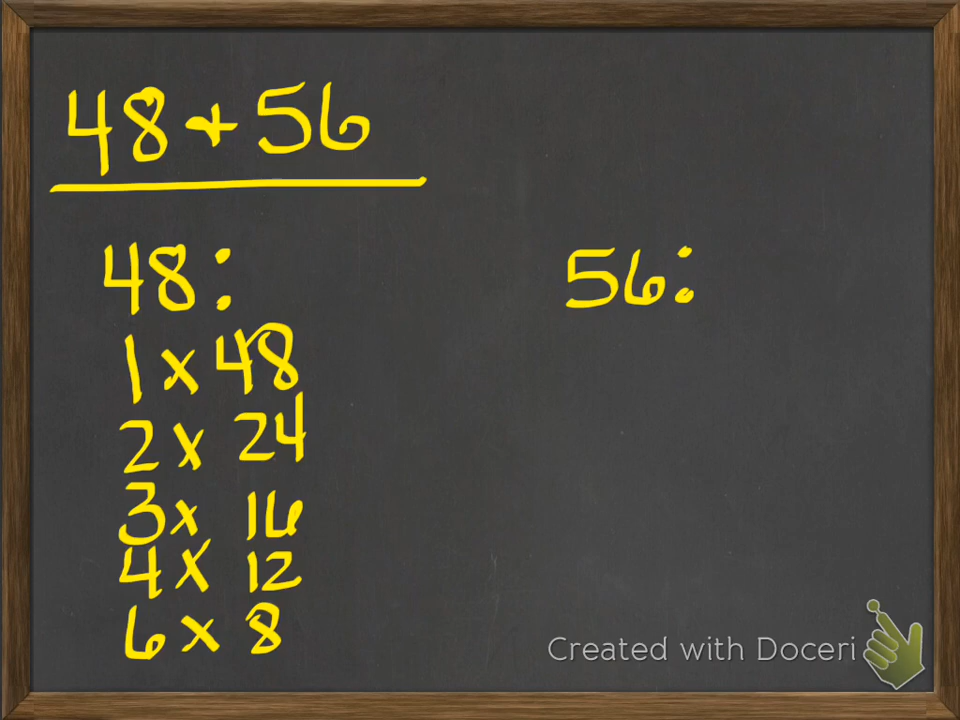 48 + 56
48:
1 x 48
2 x 24
3 x 16
4 x 12
6 x 8
56:
Created with Doceri